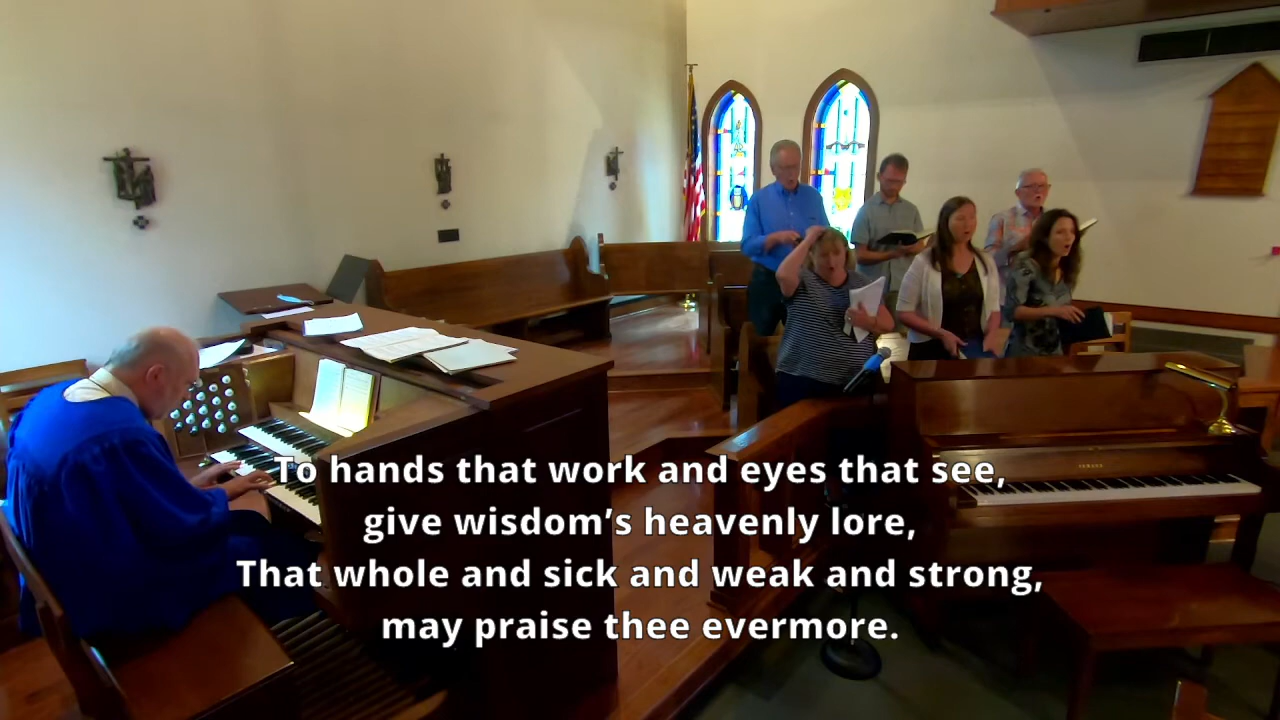 To hands that work and eyes that see,
give wisdom’s heavenly lore,
That whole and sick and weak and strong,
may praise thee evermore.
YAMAHA